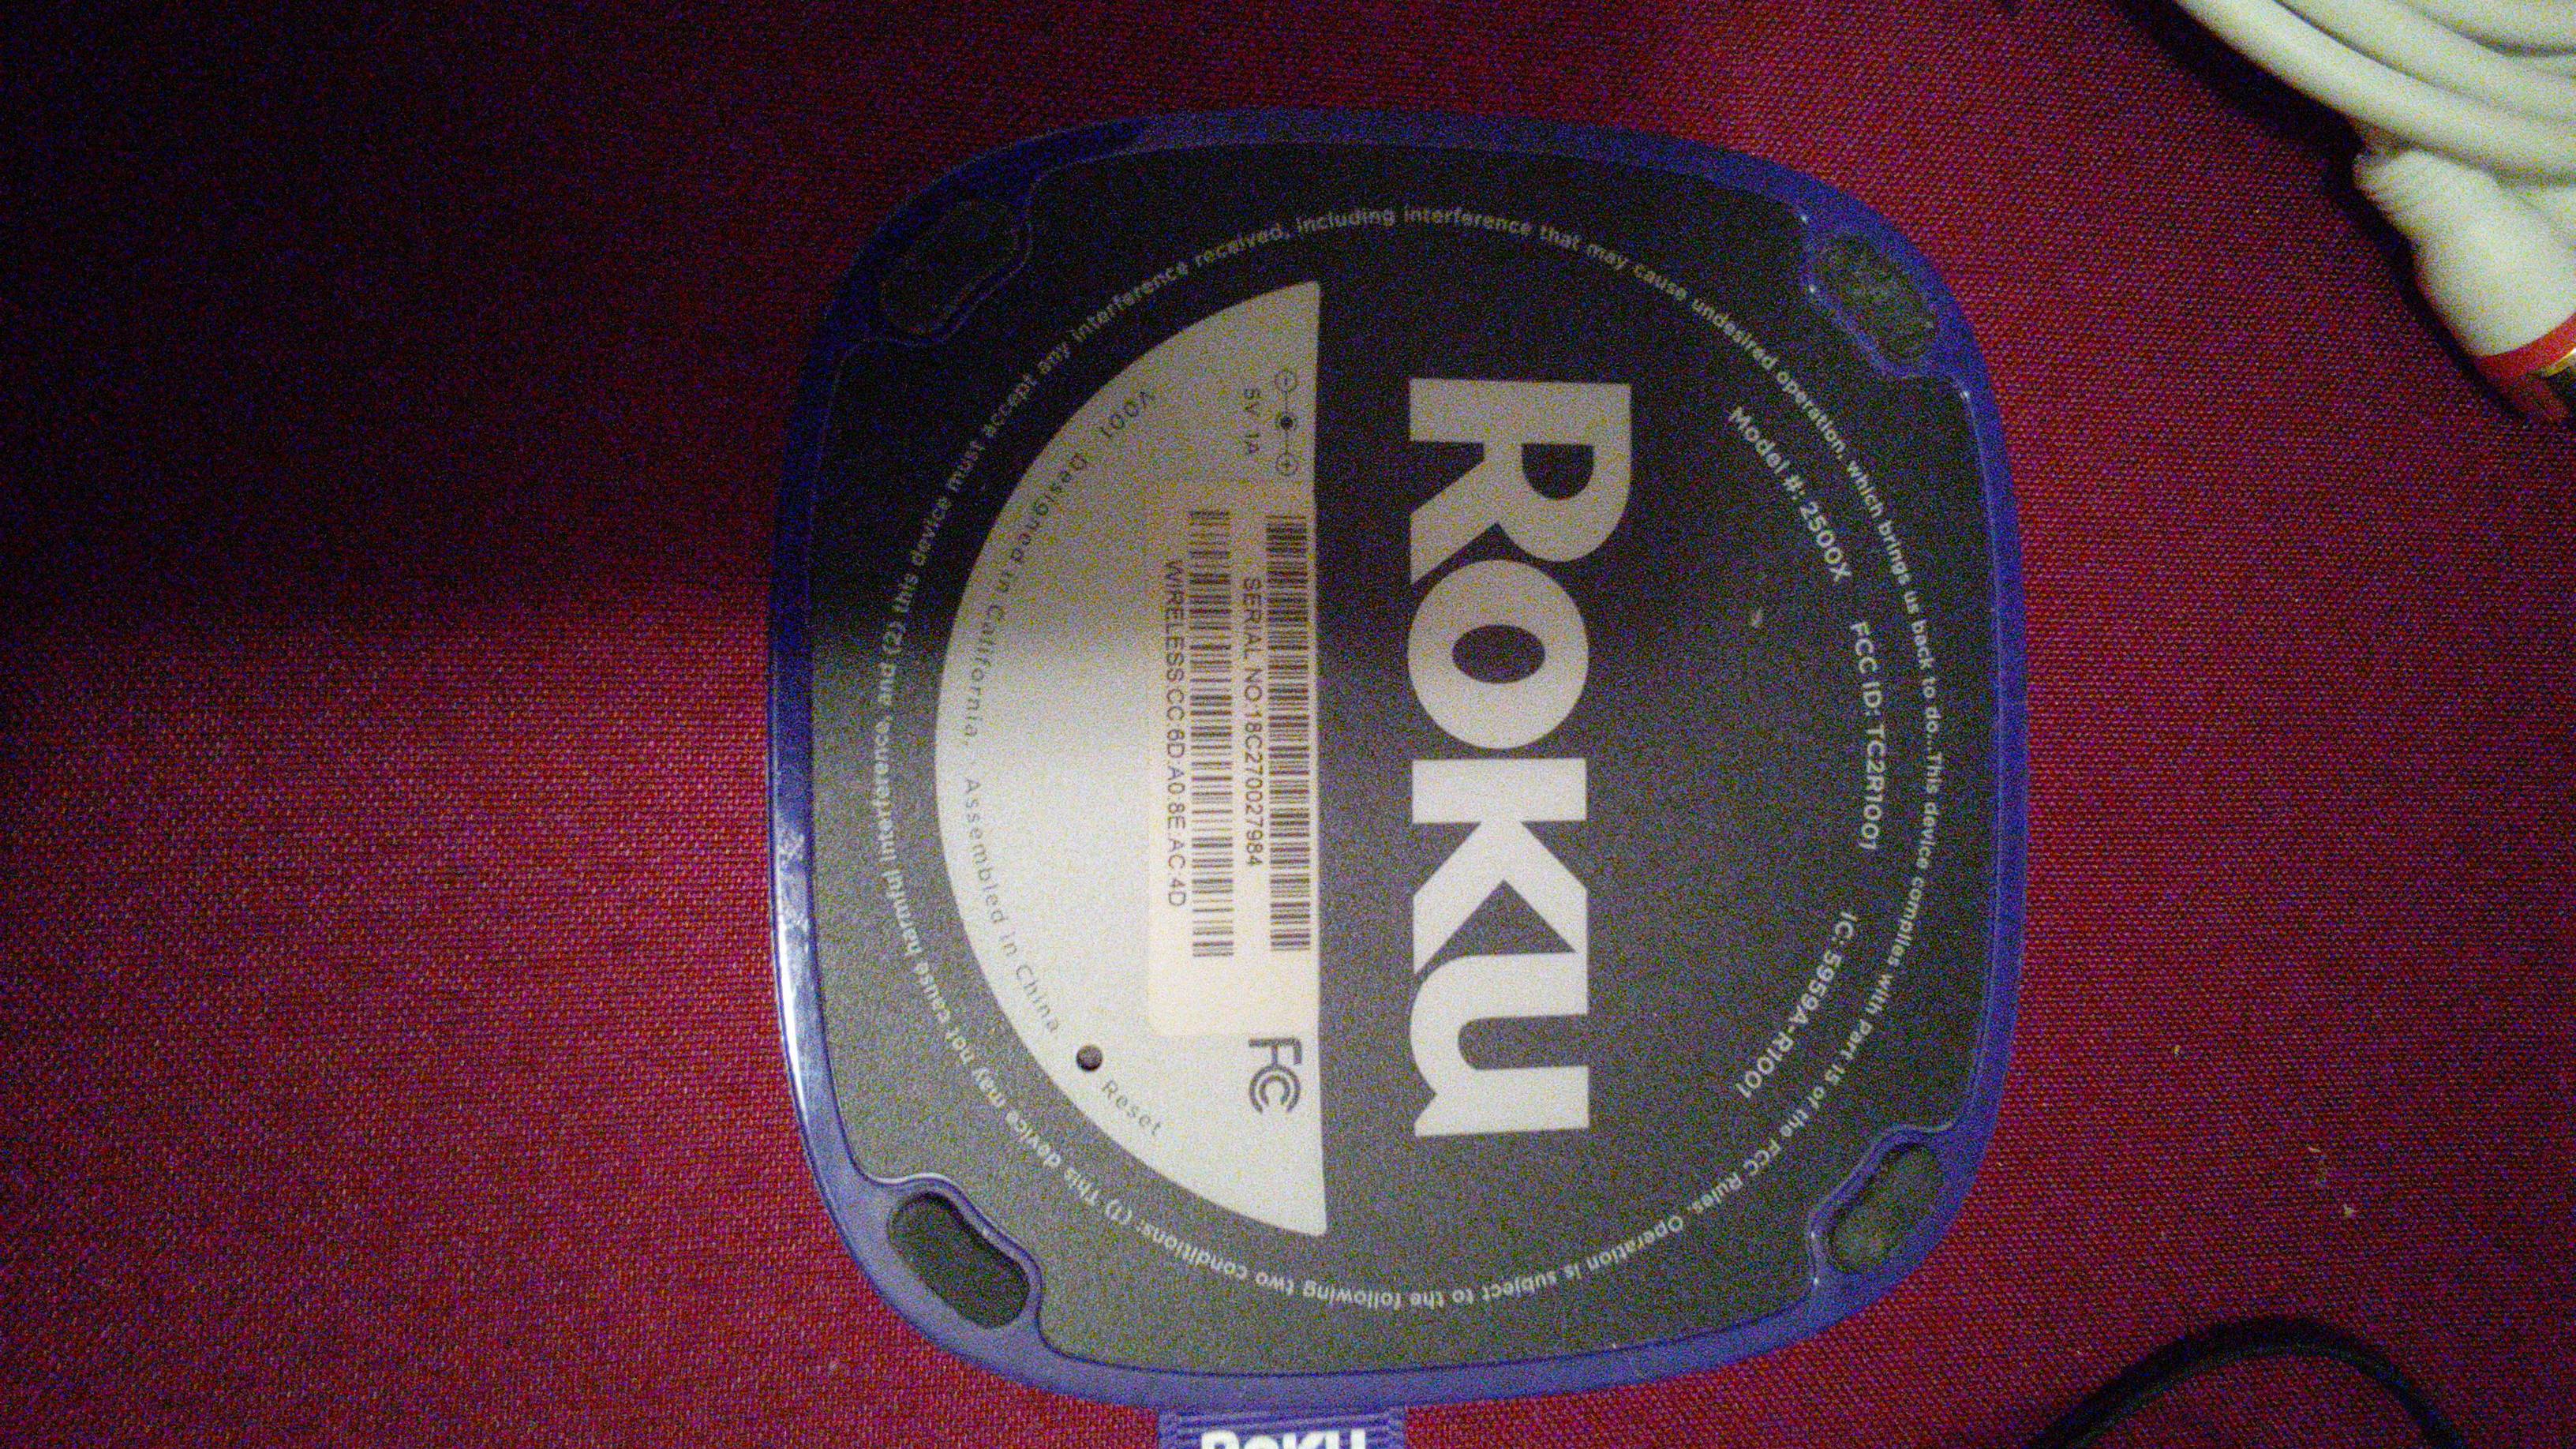 Roku
Model #: 2500X FCC ID: TC2R1001 IC: 5959A-R1001
This device complies with Part 15 of the FCC Rules. Operation is subject to the following two conditions: (1) This device may not cause harmful interference, and (2) this device must accept any interference received, including interference that may cause undesired operation, which brings us back to do...
5V 1A
SERIAL NO:18C270027984
WIRELESS:CC:6D:A0:8E:AC:4D
FC
V001 Designed in California, Assembled in China
Reset
Roku